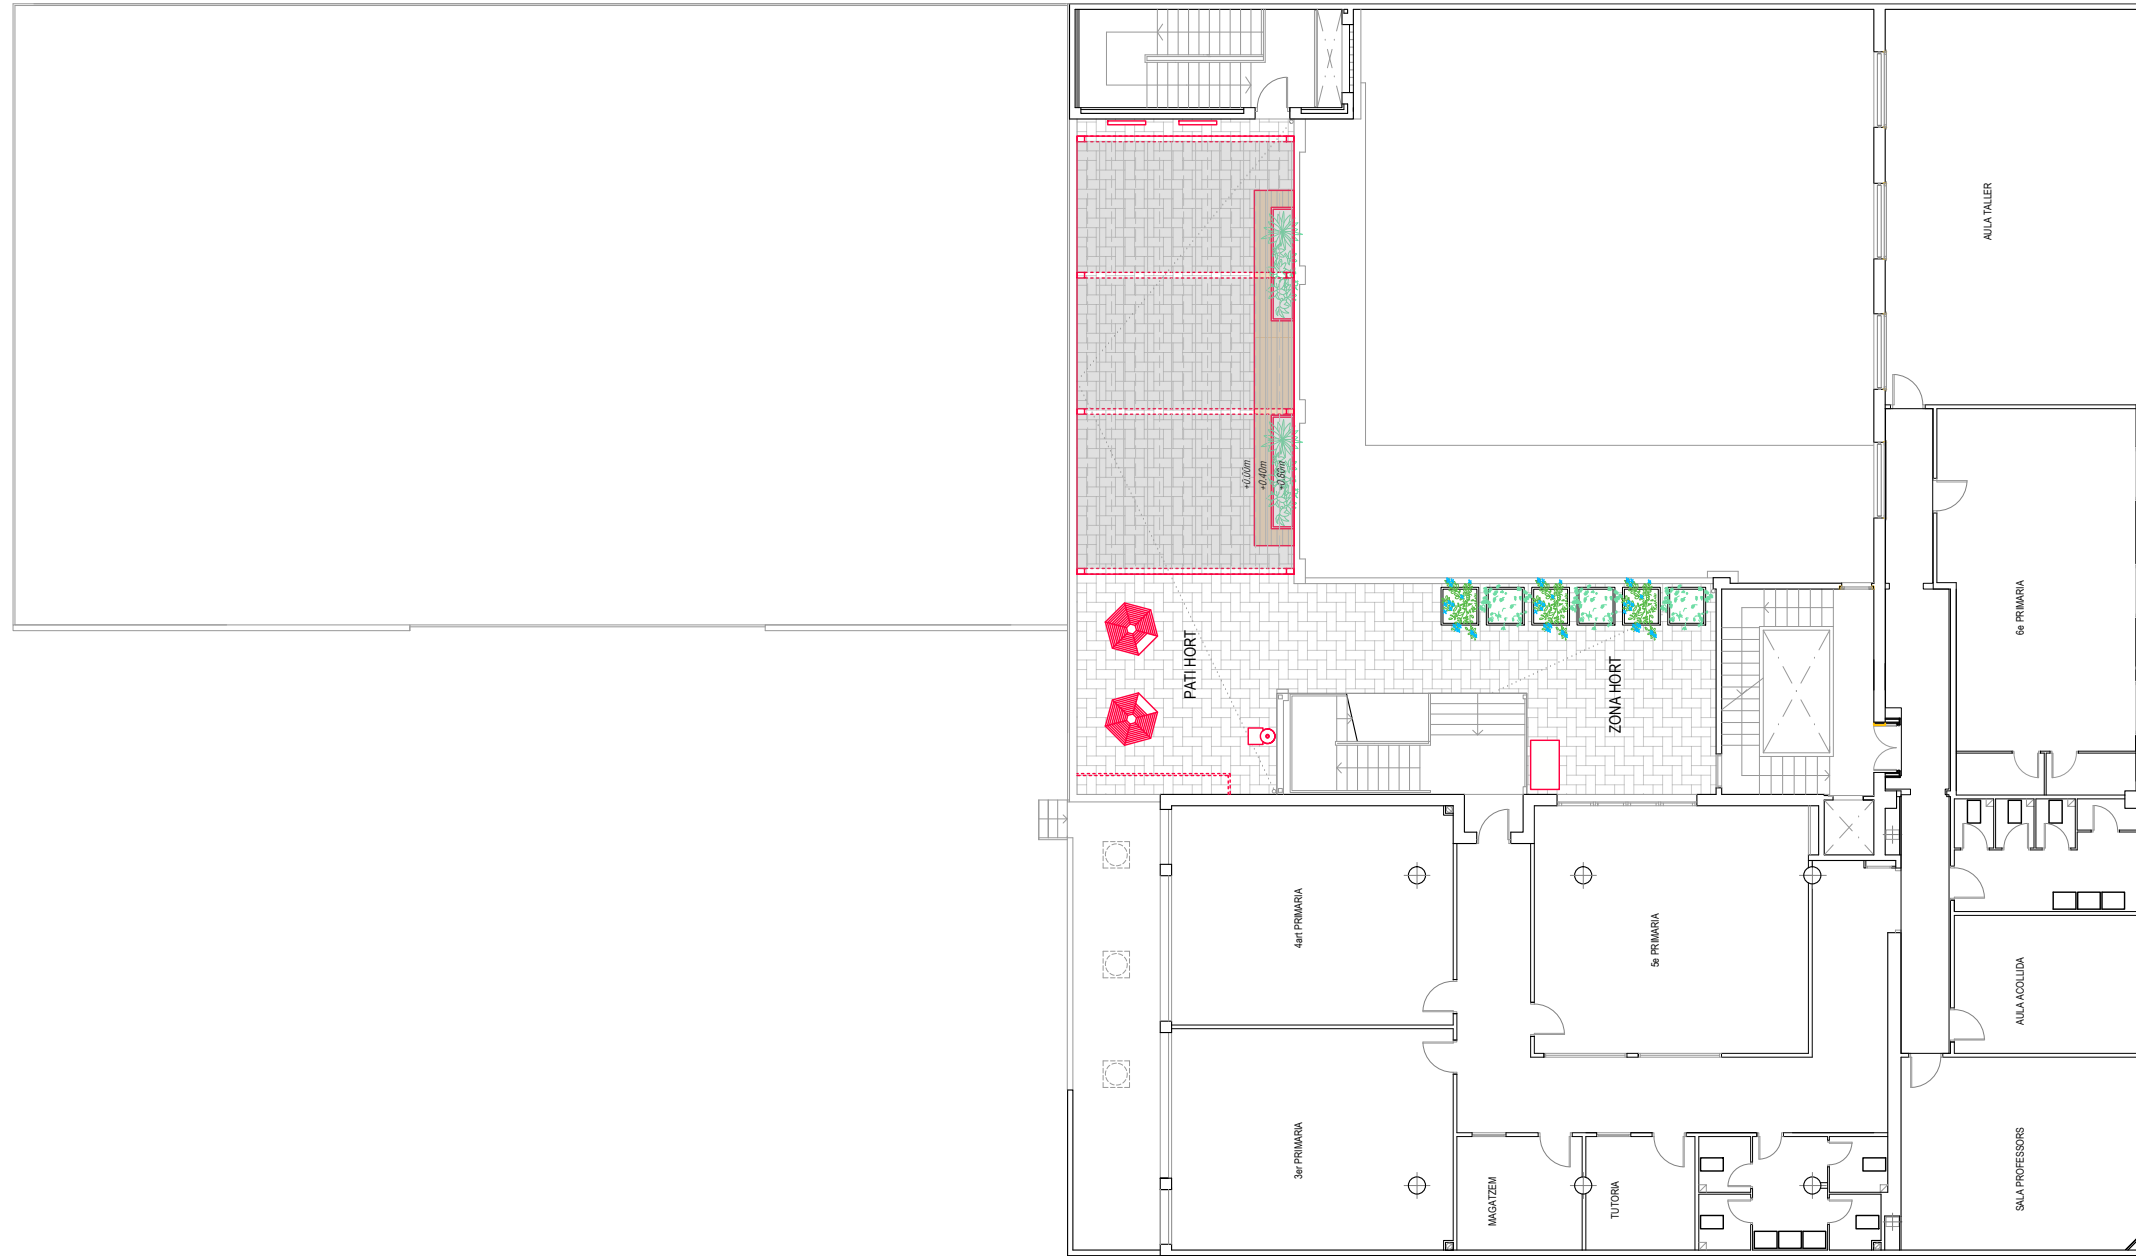 AULA TALLER
+0.00m
+0.40m
+0.80m
6e PRIMARIA
PATI HORT
ZONA HORT
4art PRIMARIA
5e PRIMARIA
AULA ACOLLIDA
3er PRIMARIA
MAGATZEM
TUTORIA
SALA PROFESSORS